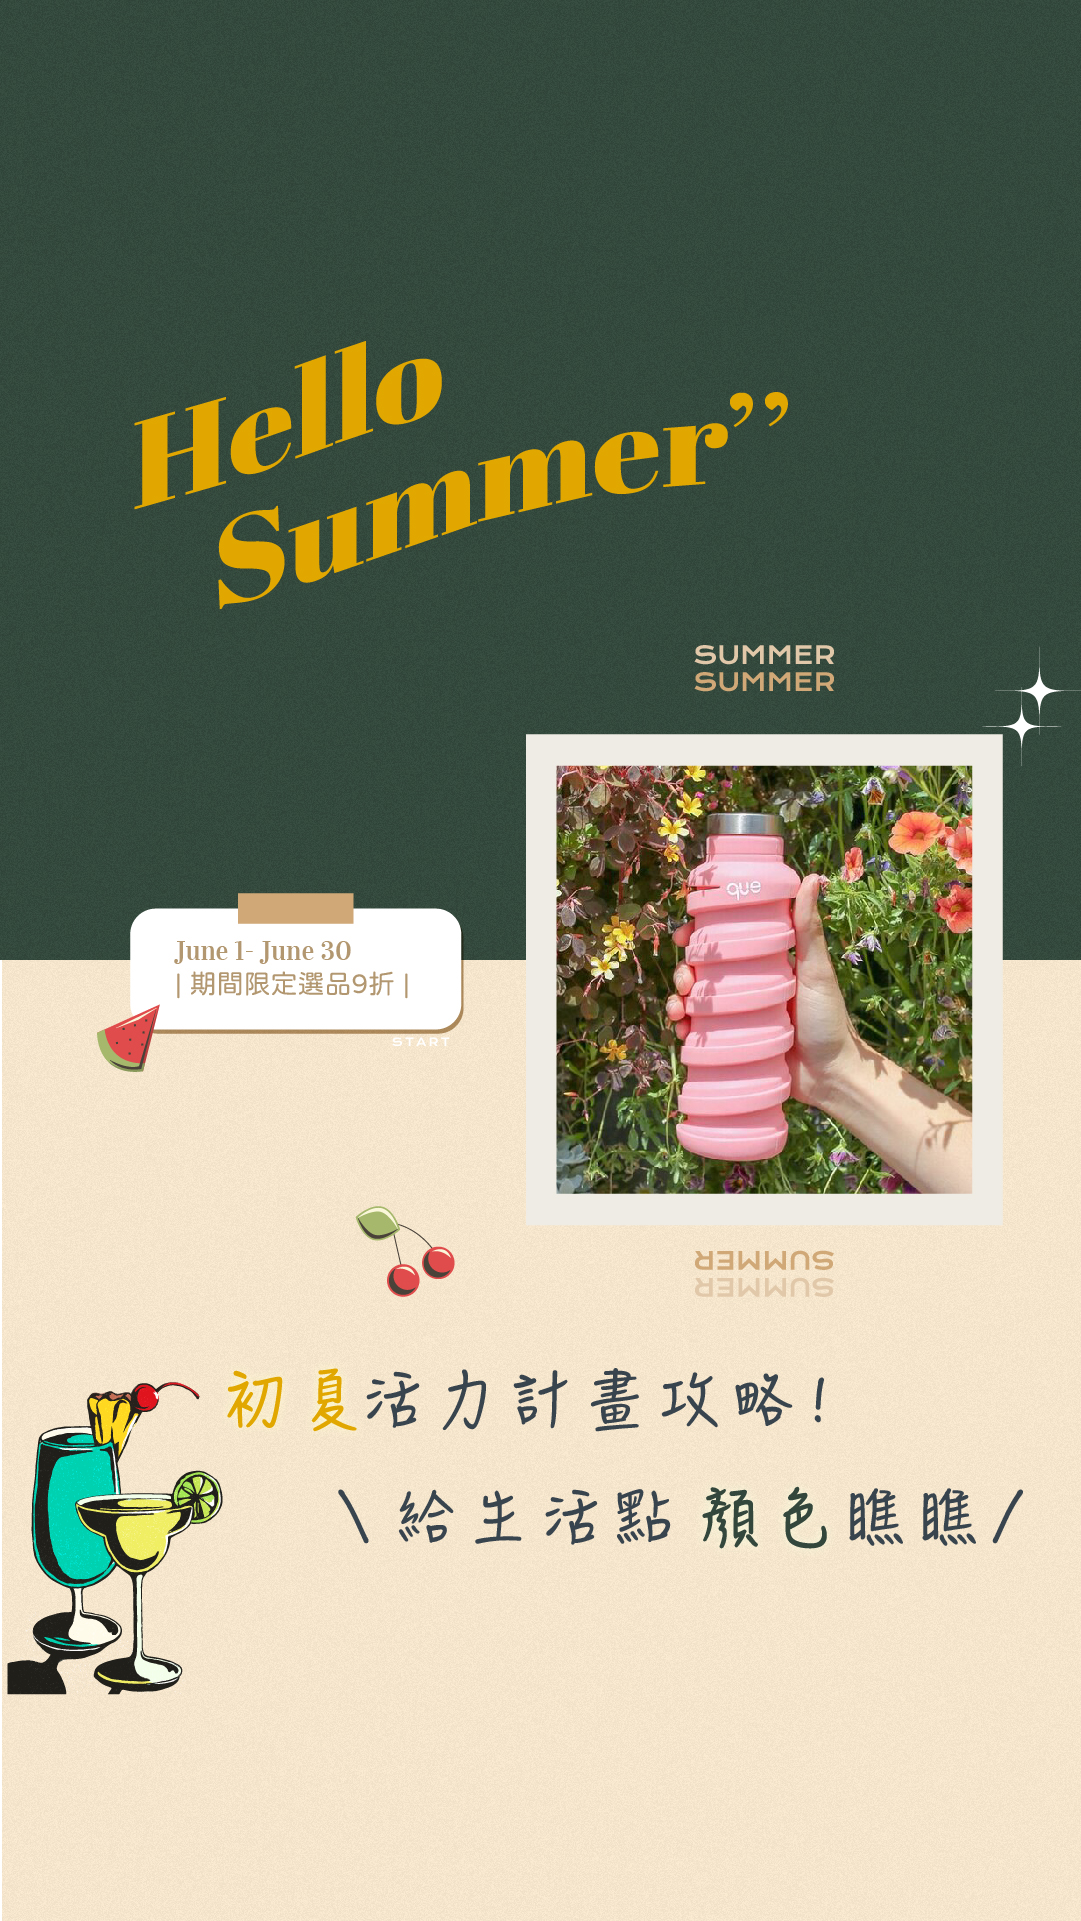 Hello
Summer”
SUMMER
SUMMER
que
June 1- June 30
| 期間限定選品9折 |
START
SUMMER
SUMMER
初夏活力計畫攻略!
\ 給生活點顏色瞧瞧 /